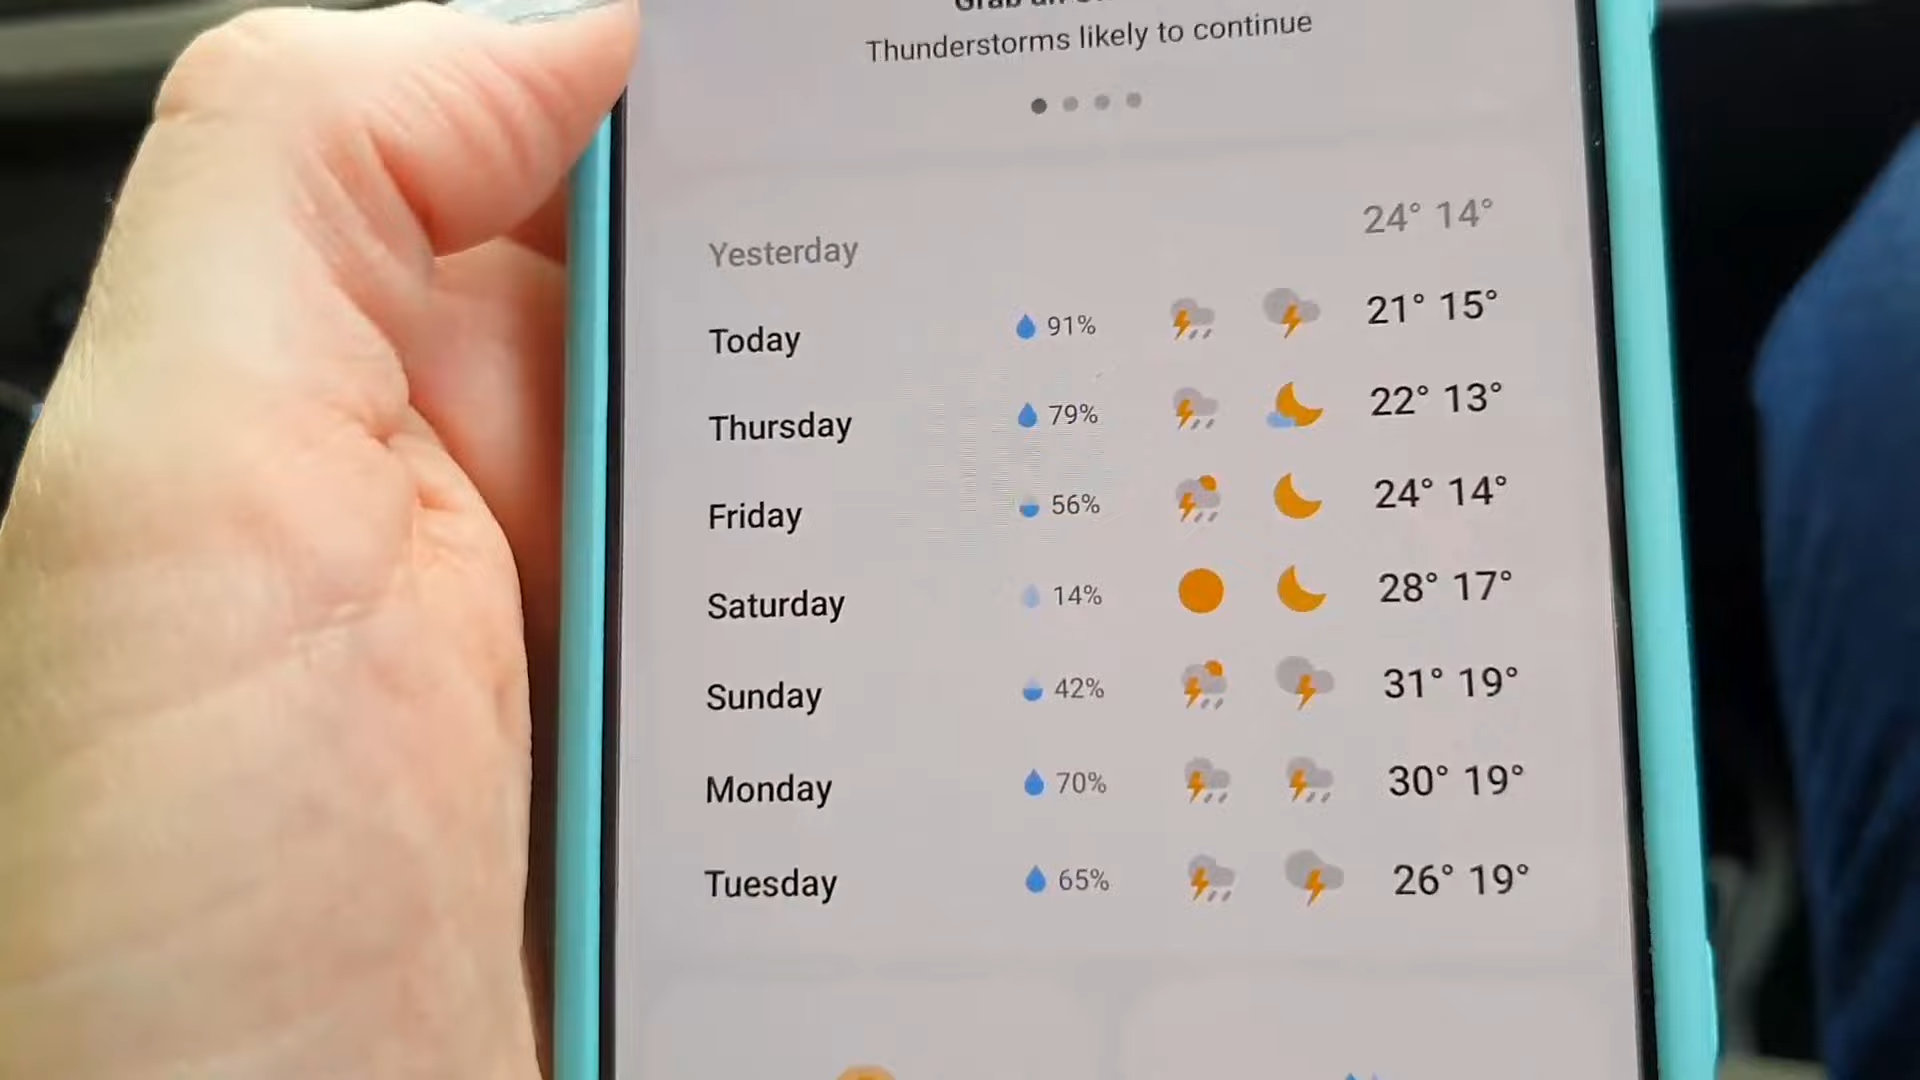 Thunderstorms likely to continue
Yesterday 24° 14°
Today 91% 21° 15°
Thursday 79% 22° 13°
Friday 56% 24° 14°
Saturday 14% 28° 17°
Sunday 42% 31° 19°
Monday 70% 30° 19°
Tuesday 65% 26° 19°